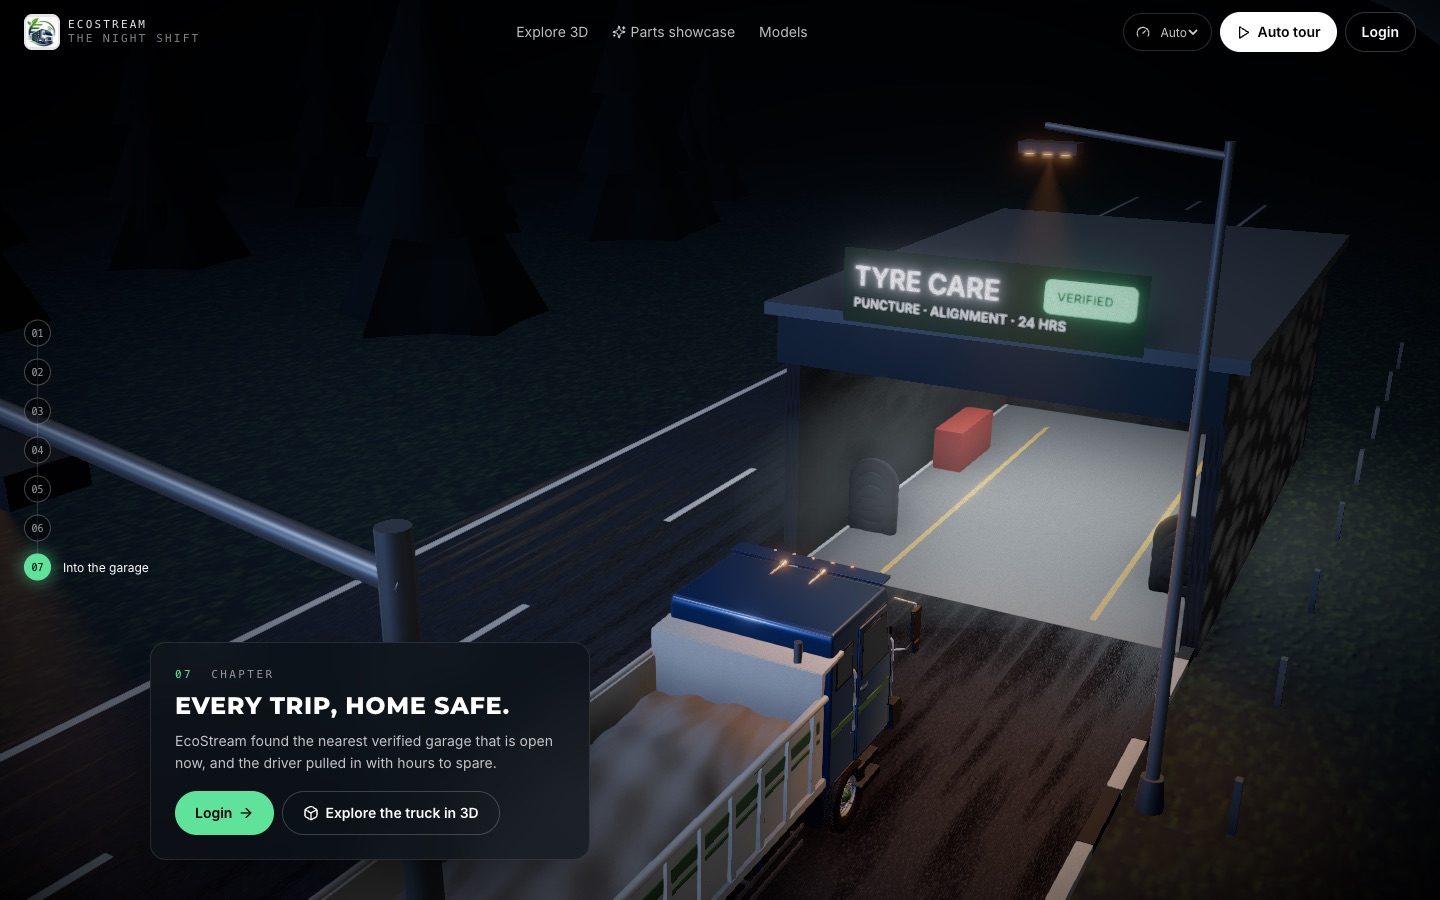 ECOSTREAM
THE NIGHT SHIFT
Explore 3D
Parts showcase
Models
Auto
Auto tour
Login
TYRE CARE
VERIFIED
PUNCTURE - ALIGNMENT - 24 HRS
01
02
03
04
05
06
07 Into the garage
07 CHAPTER
EVERY TRIP, HOME SAFE.
EcoStream found the nearest verified garage that is open
now, and the driver pulled in with hours to spare.
Login
Explore the truck in 3D